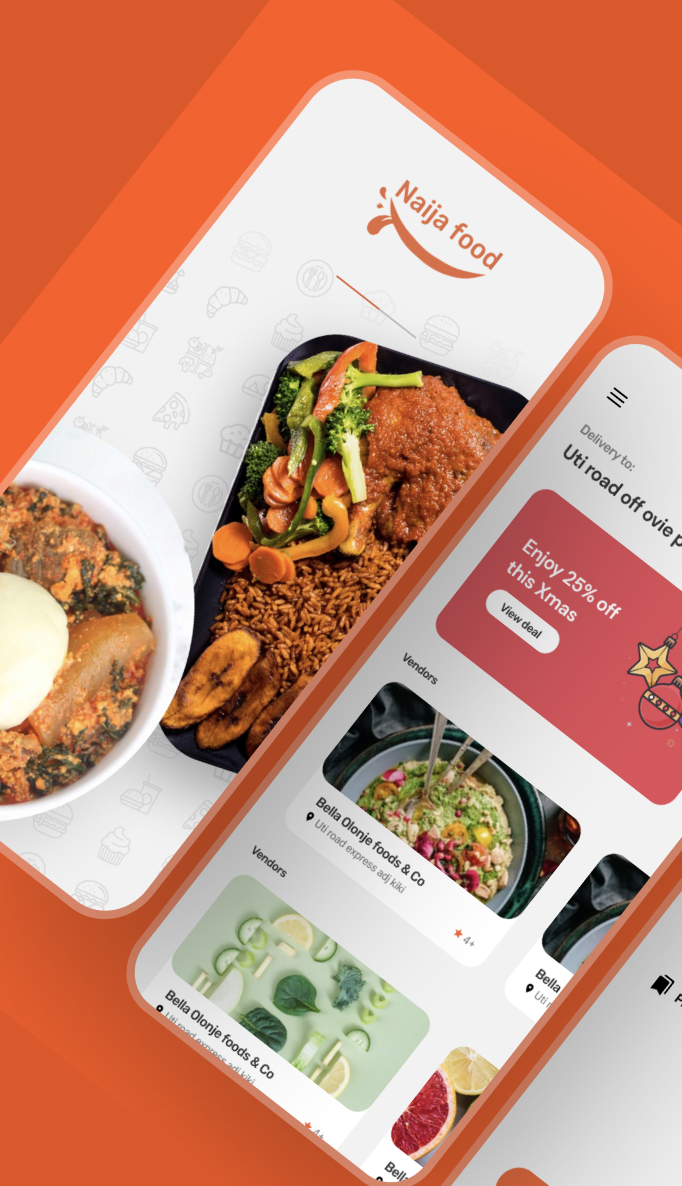 Naija food
Delivery to:
Uti road off ovie
Enjoy 25% off
this Xmas
View deal
Vendors
Bella Olonje foods & Co
Uti road express adj kiki
4+
Bella
Uti
Vendors
Bella Olonje foods & Co
Uti road express adj kiki
4+
Bell